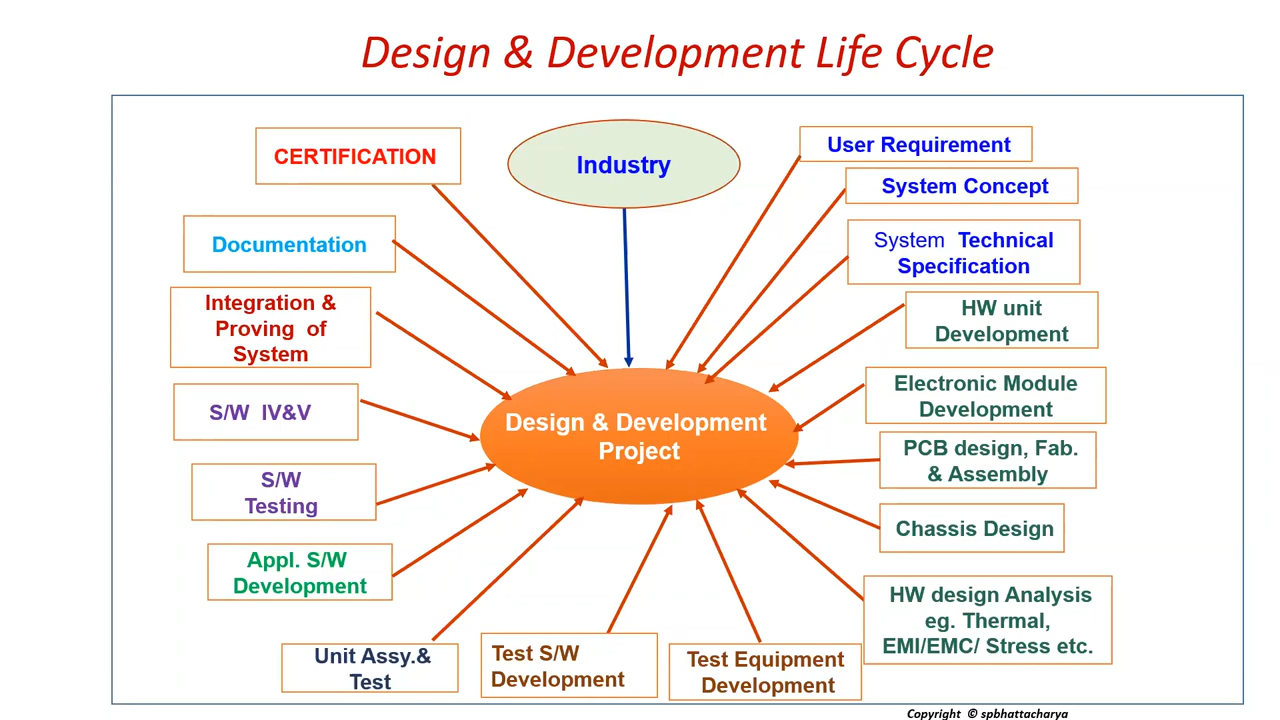 Design & Development Life Cycle
CERTIFICATION
Industry
User Requirement
System Concept
Documentation
System Technical
Specification
Integration &
Proving of
System
HW unit
Development
S/W IV&V
Design & Development
Project
Electronic Module
Development
PCB design, Fab.
& Assembly
S/W
Testing
Chassis Design
Appl. S/W
Development
HW design Analysis
eg. Thermal,
EMI/EMC/ Stress etc.
Unit Assy.&
Test
Test S/W
Development
Test Equipment
Development
Copyright © spbhattacharya